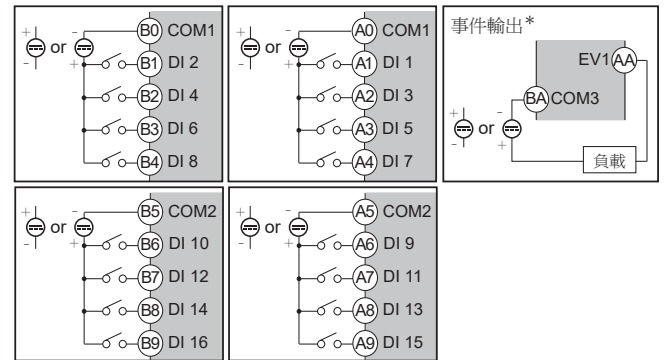 + - or - + B0 COM1
B1 DI 2
B2 DI 4
B3 DI 6
B4 DI 8
+ - or - + A0 COM1
A1 DI 1
A2 DI 3
A3 DI 5
A4 DI 7
事件輸出*
EV1 AA
BA COM3
+ - or - +
負載
+ - or - + B5 COM2
B6 DI 10
B7 DI 12
B8 DI 14
B9 DI 16
+ - or - + A5 COM2
A6 DI 9
A7 DI 11
A8 DI 13
A9 DI 15